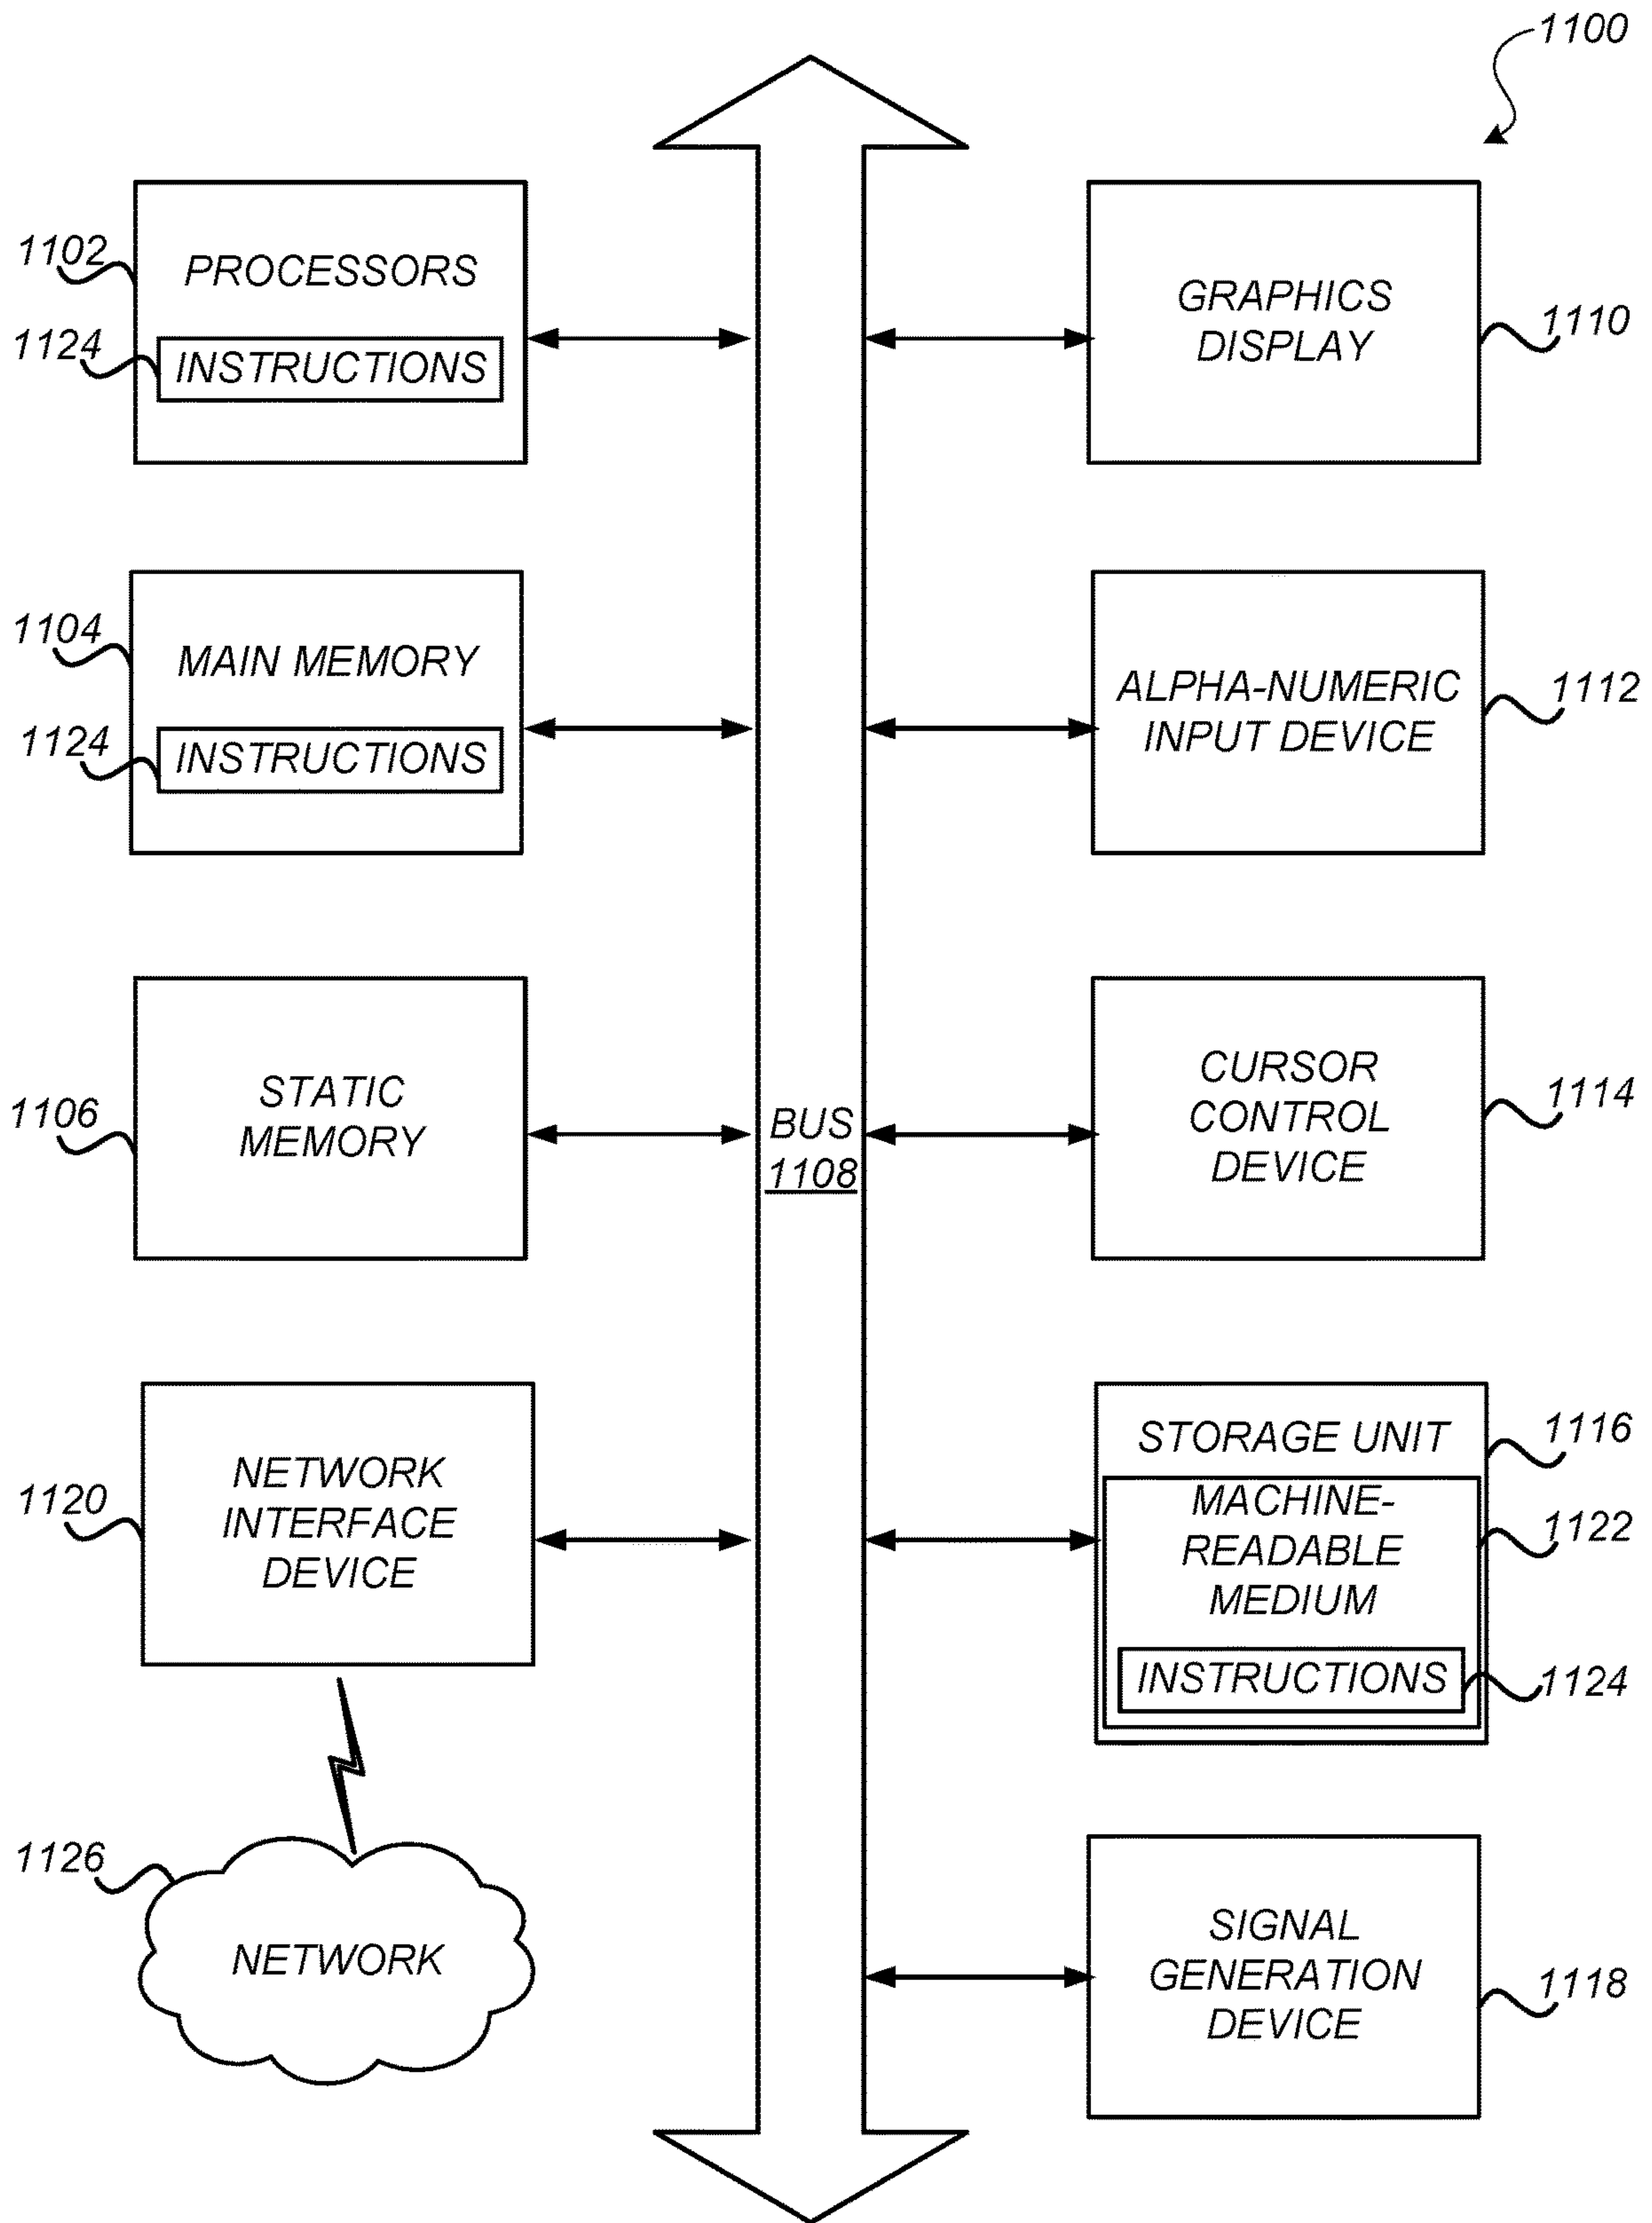 1100
1102
PROCESSORS
1124
INSTRUCTIONS
GRAPHICS
DISPLAY
1110
1104
MAIN MEMORY
1124
INSTRUCTIONS
ALPHA-NUMERIC
INPUT DEVICE
1112
1106
STATIC
MEMORY
BUS
1108
CURSOR
CONTROL
DEVICE
1114
1120
NETWORK
INTERFACE
DEVICE
STORAGE UNIT
1116
MACHINE-
READABLE
MEDIUM
1122
INSTRUCTIONS
1124
1126
NETWORK
SIGNAL
GENERATION
DEVICE
1118